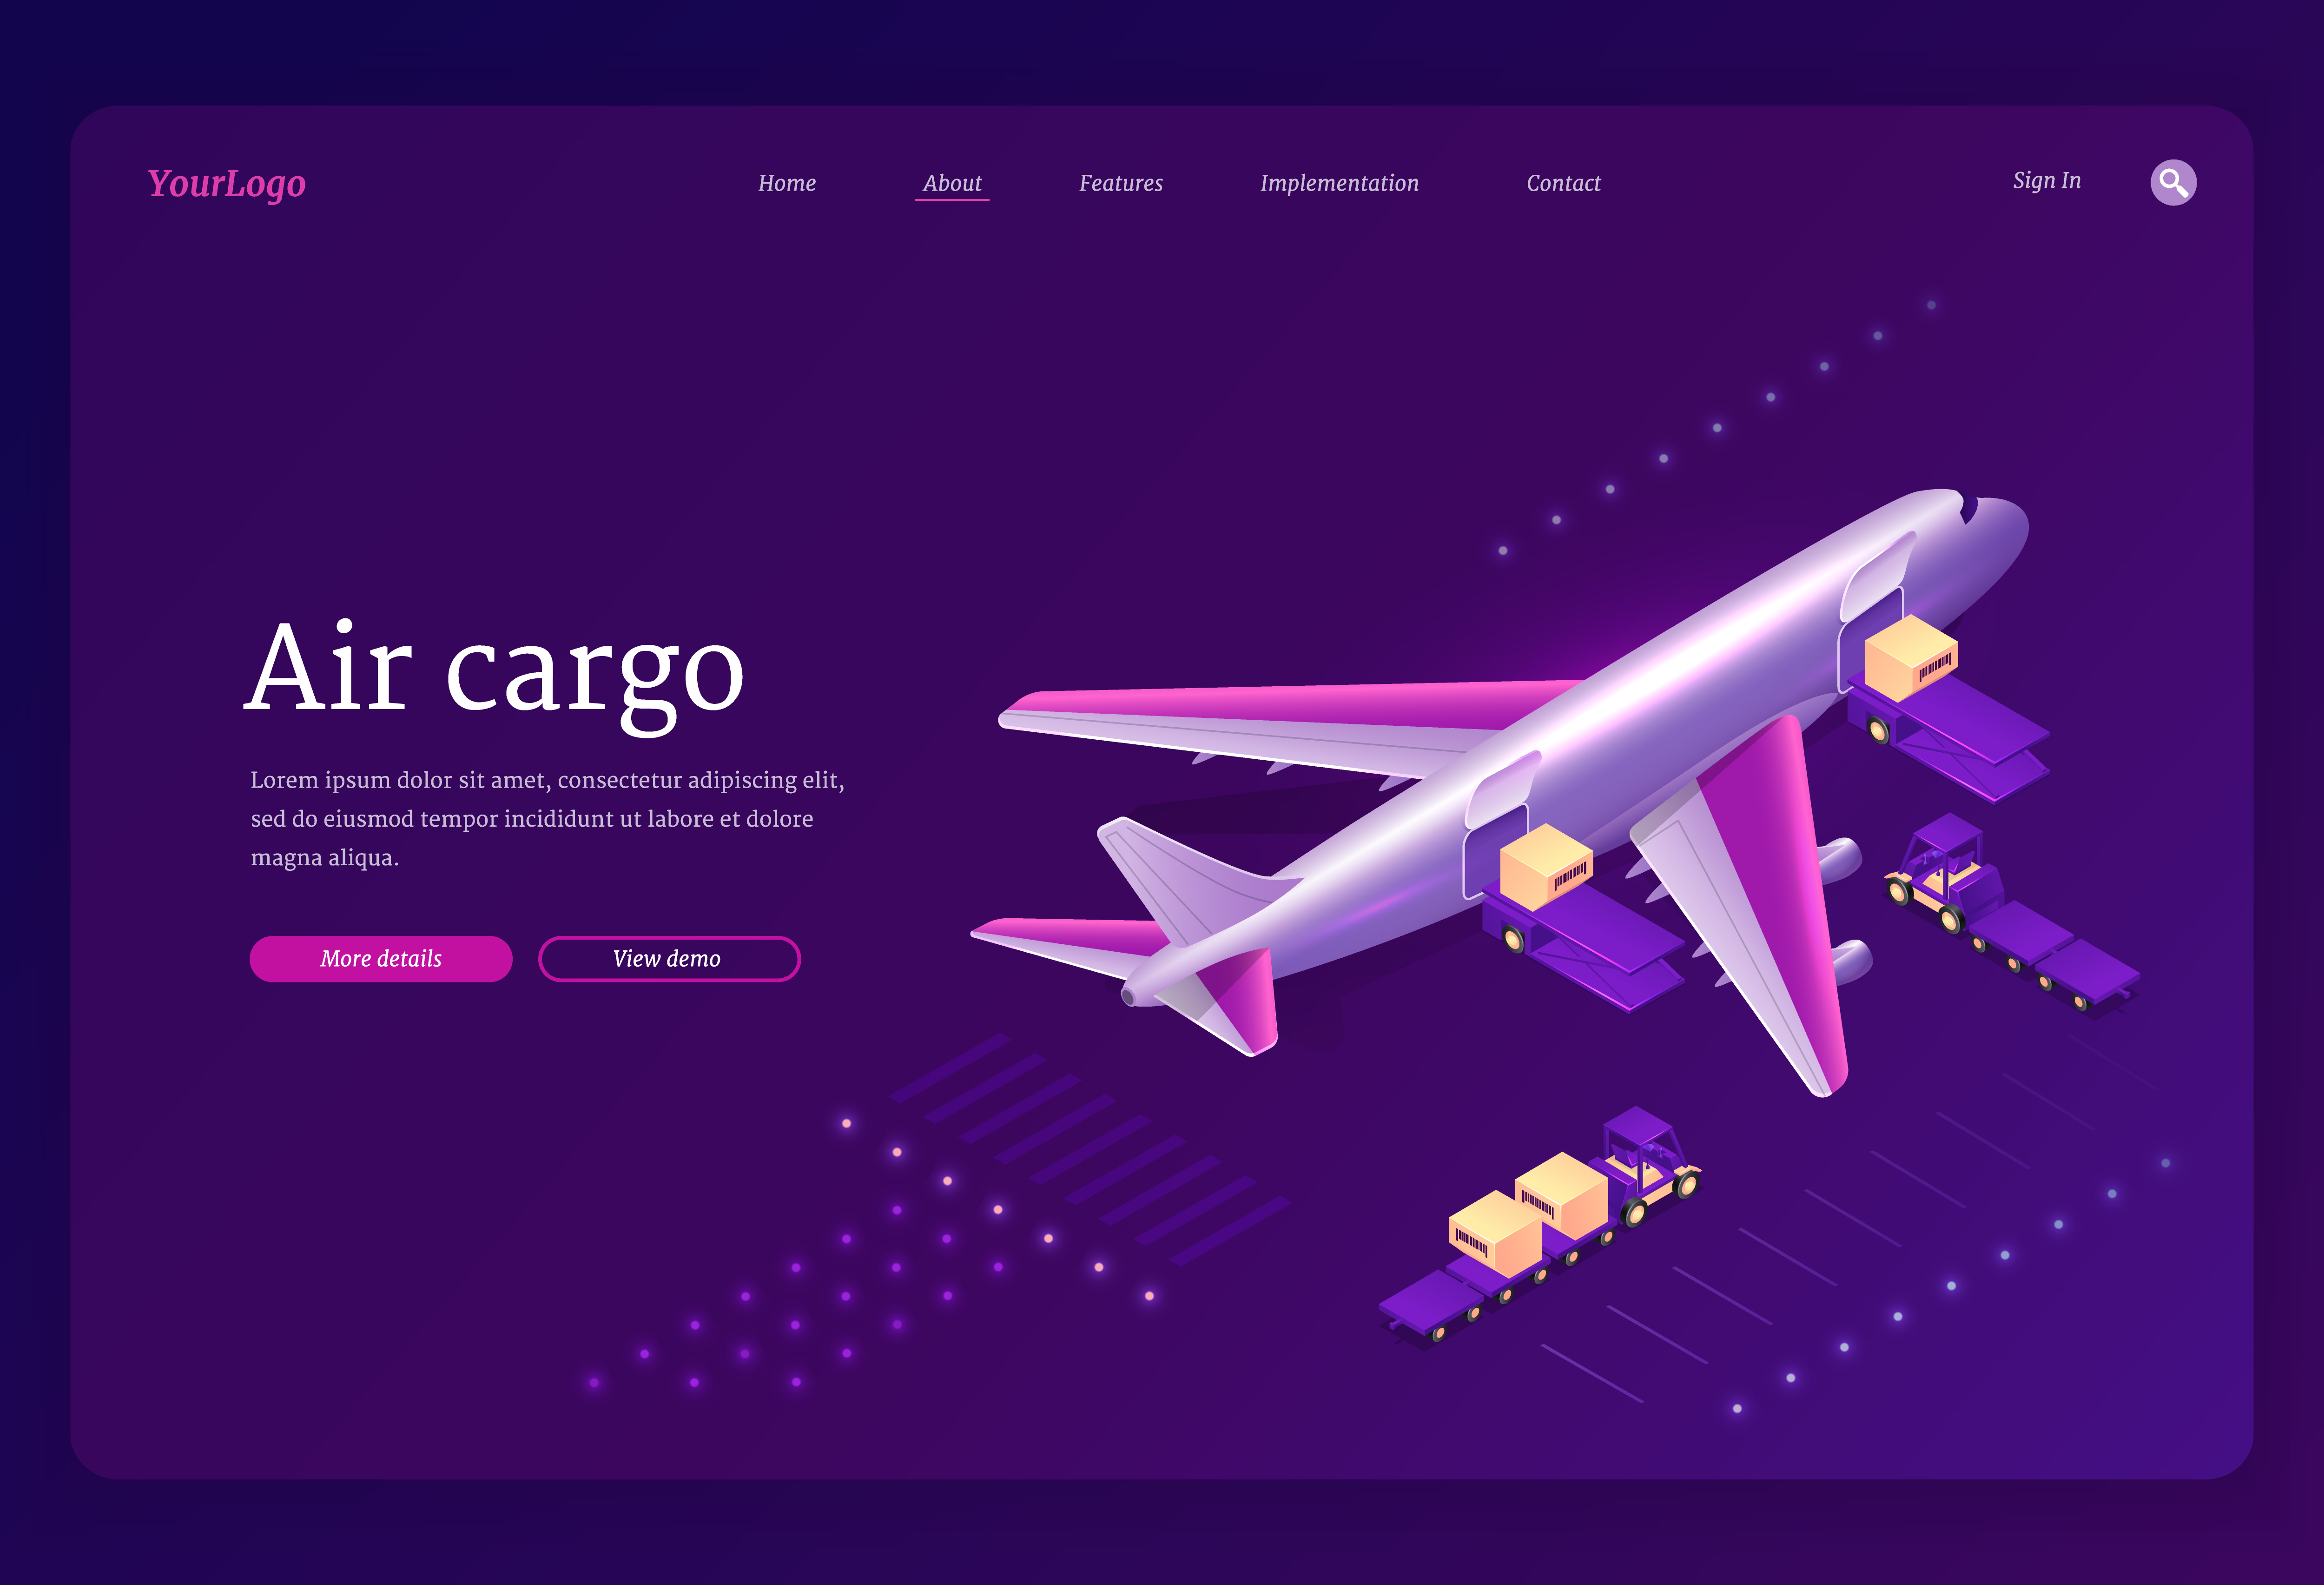 YourLogo
Home About Features Implementation Contact Sign In
Air cargo
Lorem ipsum dolor sit amet, consectetur adipiscing elit,
sed do eiusmod tempor incididunt ut labore et dolore
magna aliqua.
More details View demo